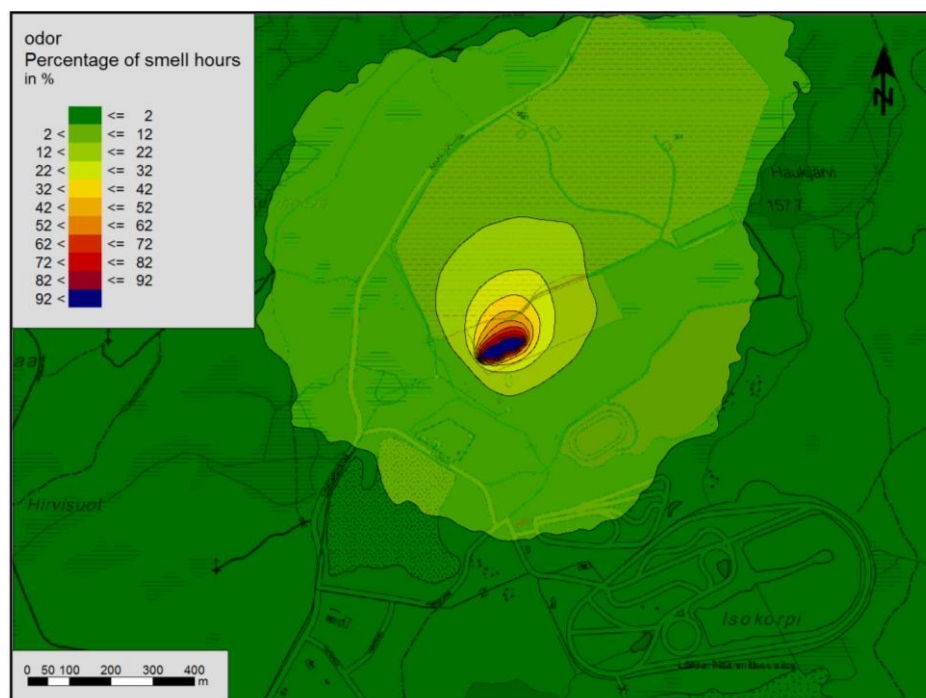 odor
Percentage of smell hours
in %
<= 2
2 < <= 12
12 < <= 22
22 < <= 32
32 < <= 42
42 < <= 52
52 < <= 62
62 < <= 72
72 < <= 82
82 < <= 92
92 <
N
Haukijärvi
Hirvisuot
Isokorpi
0 50 100 200 300 400
m